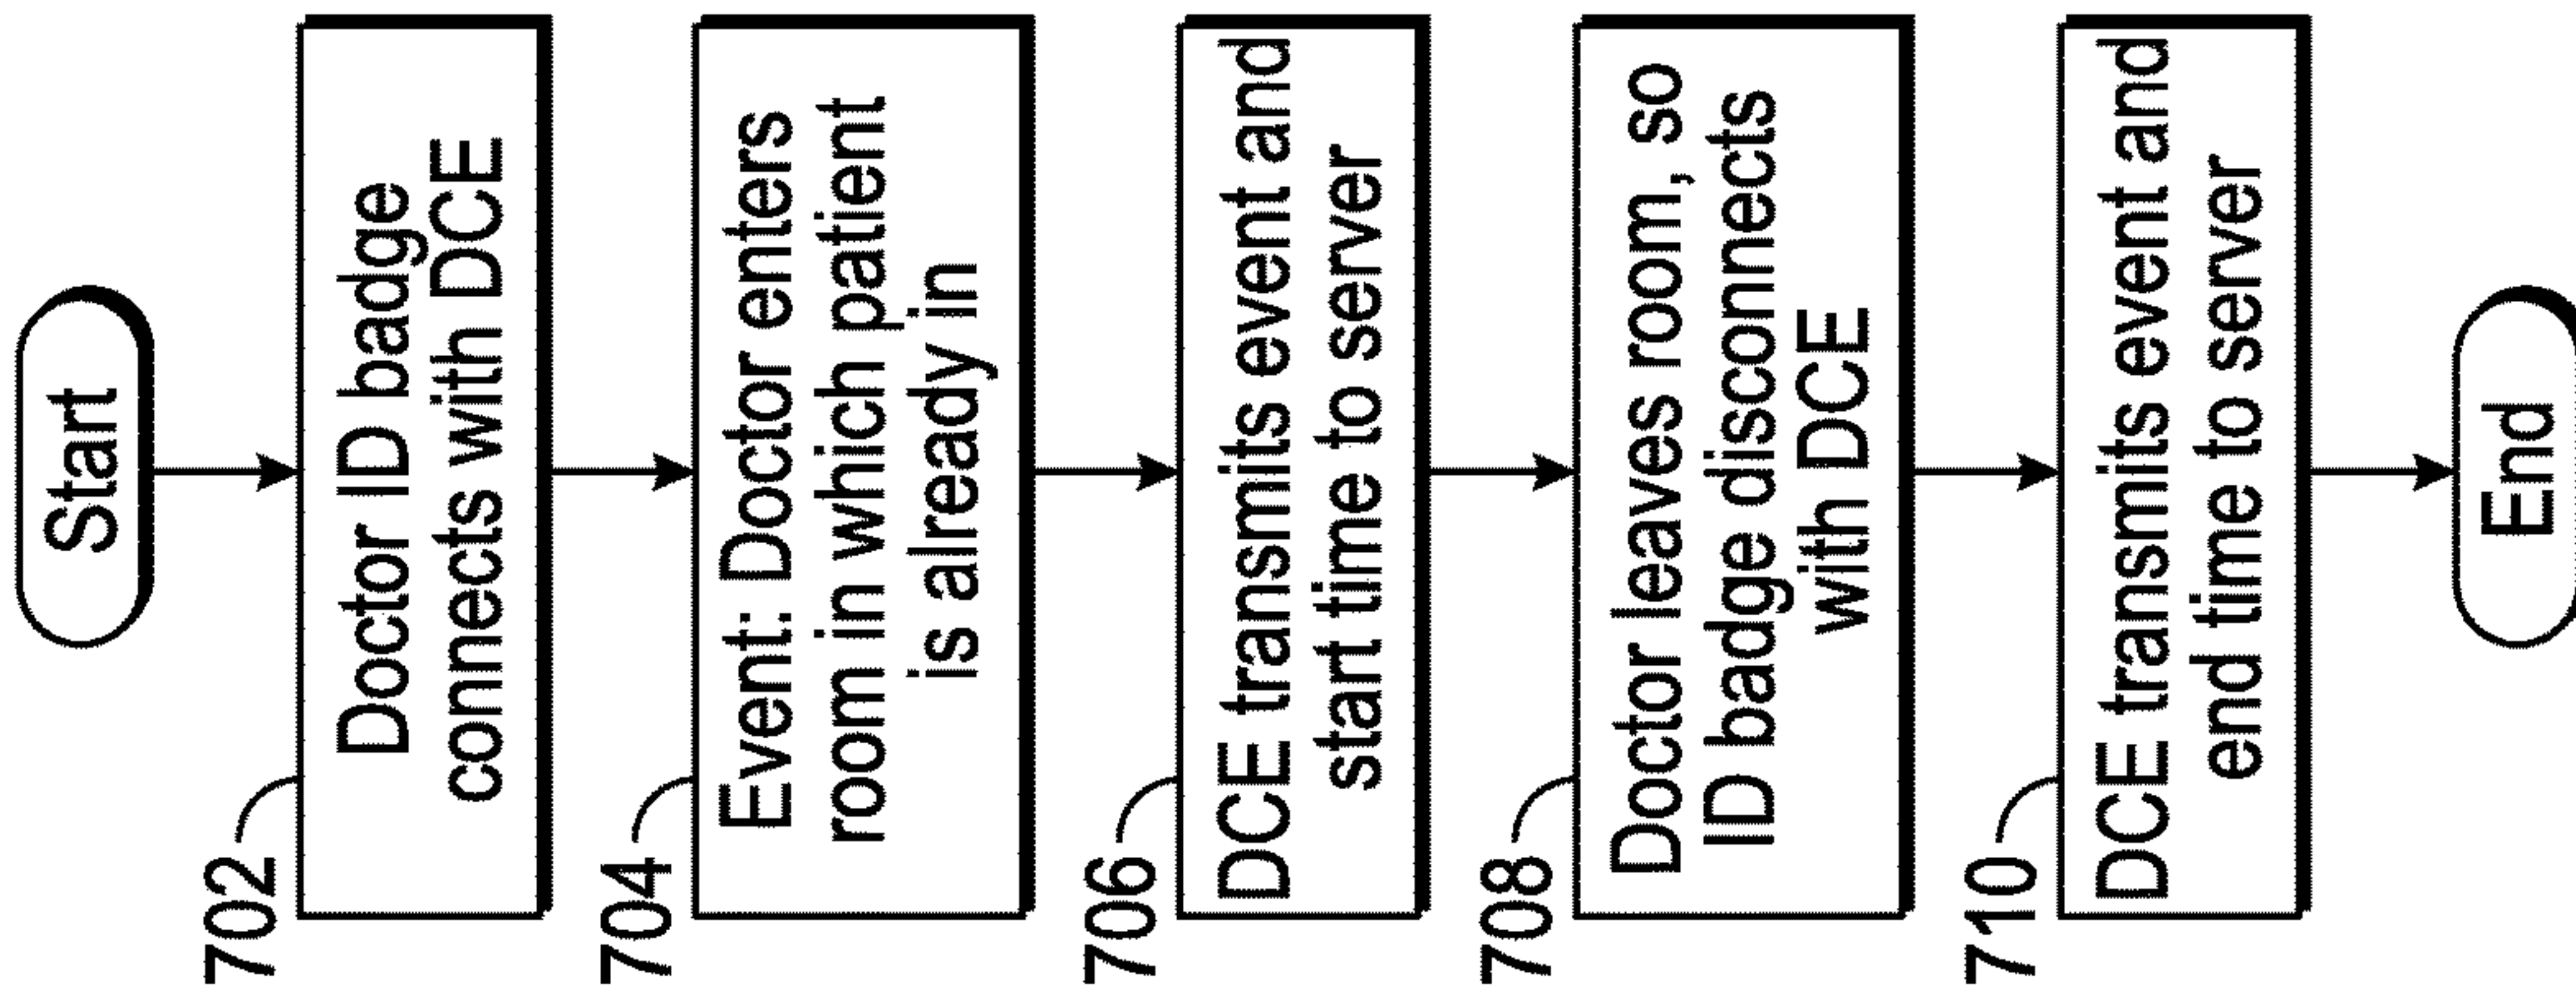 Start
702
Doctor ID badge
connects with DCE
704
Event: Doctor enters
room in which patient
is already in
706
DCE transmits event and
start time to server
708
Doctor leaves room, so
ID badge disconnects
with DCE
710
DCE transmits event and
end time to server
End